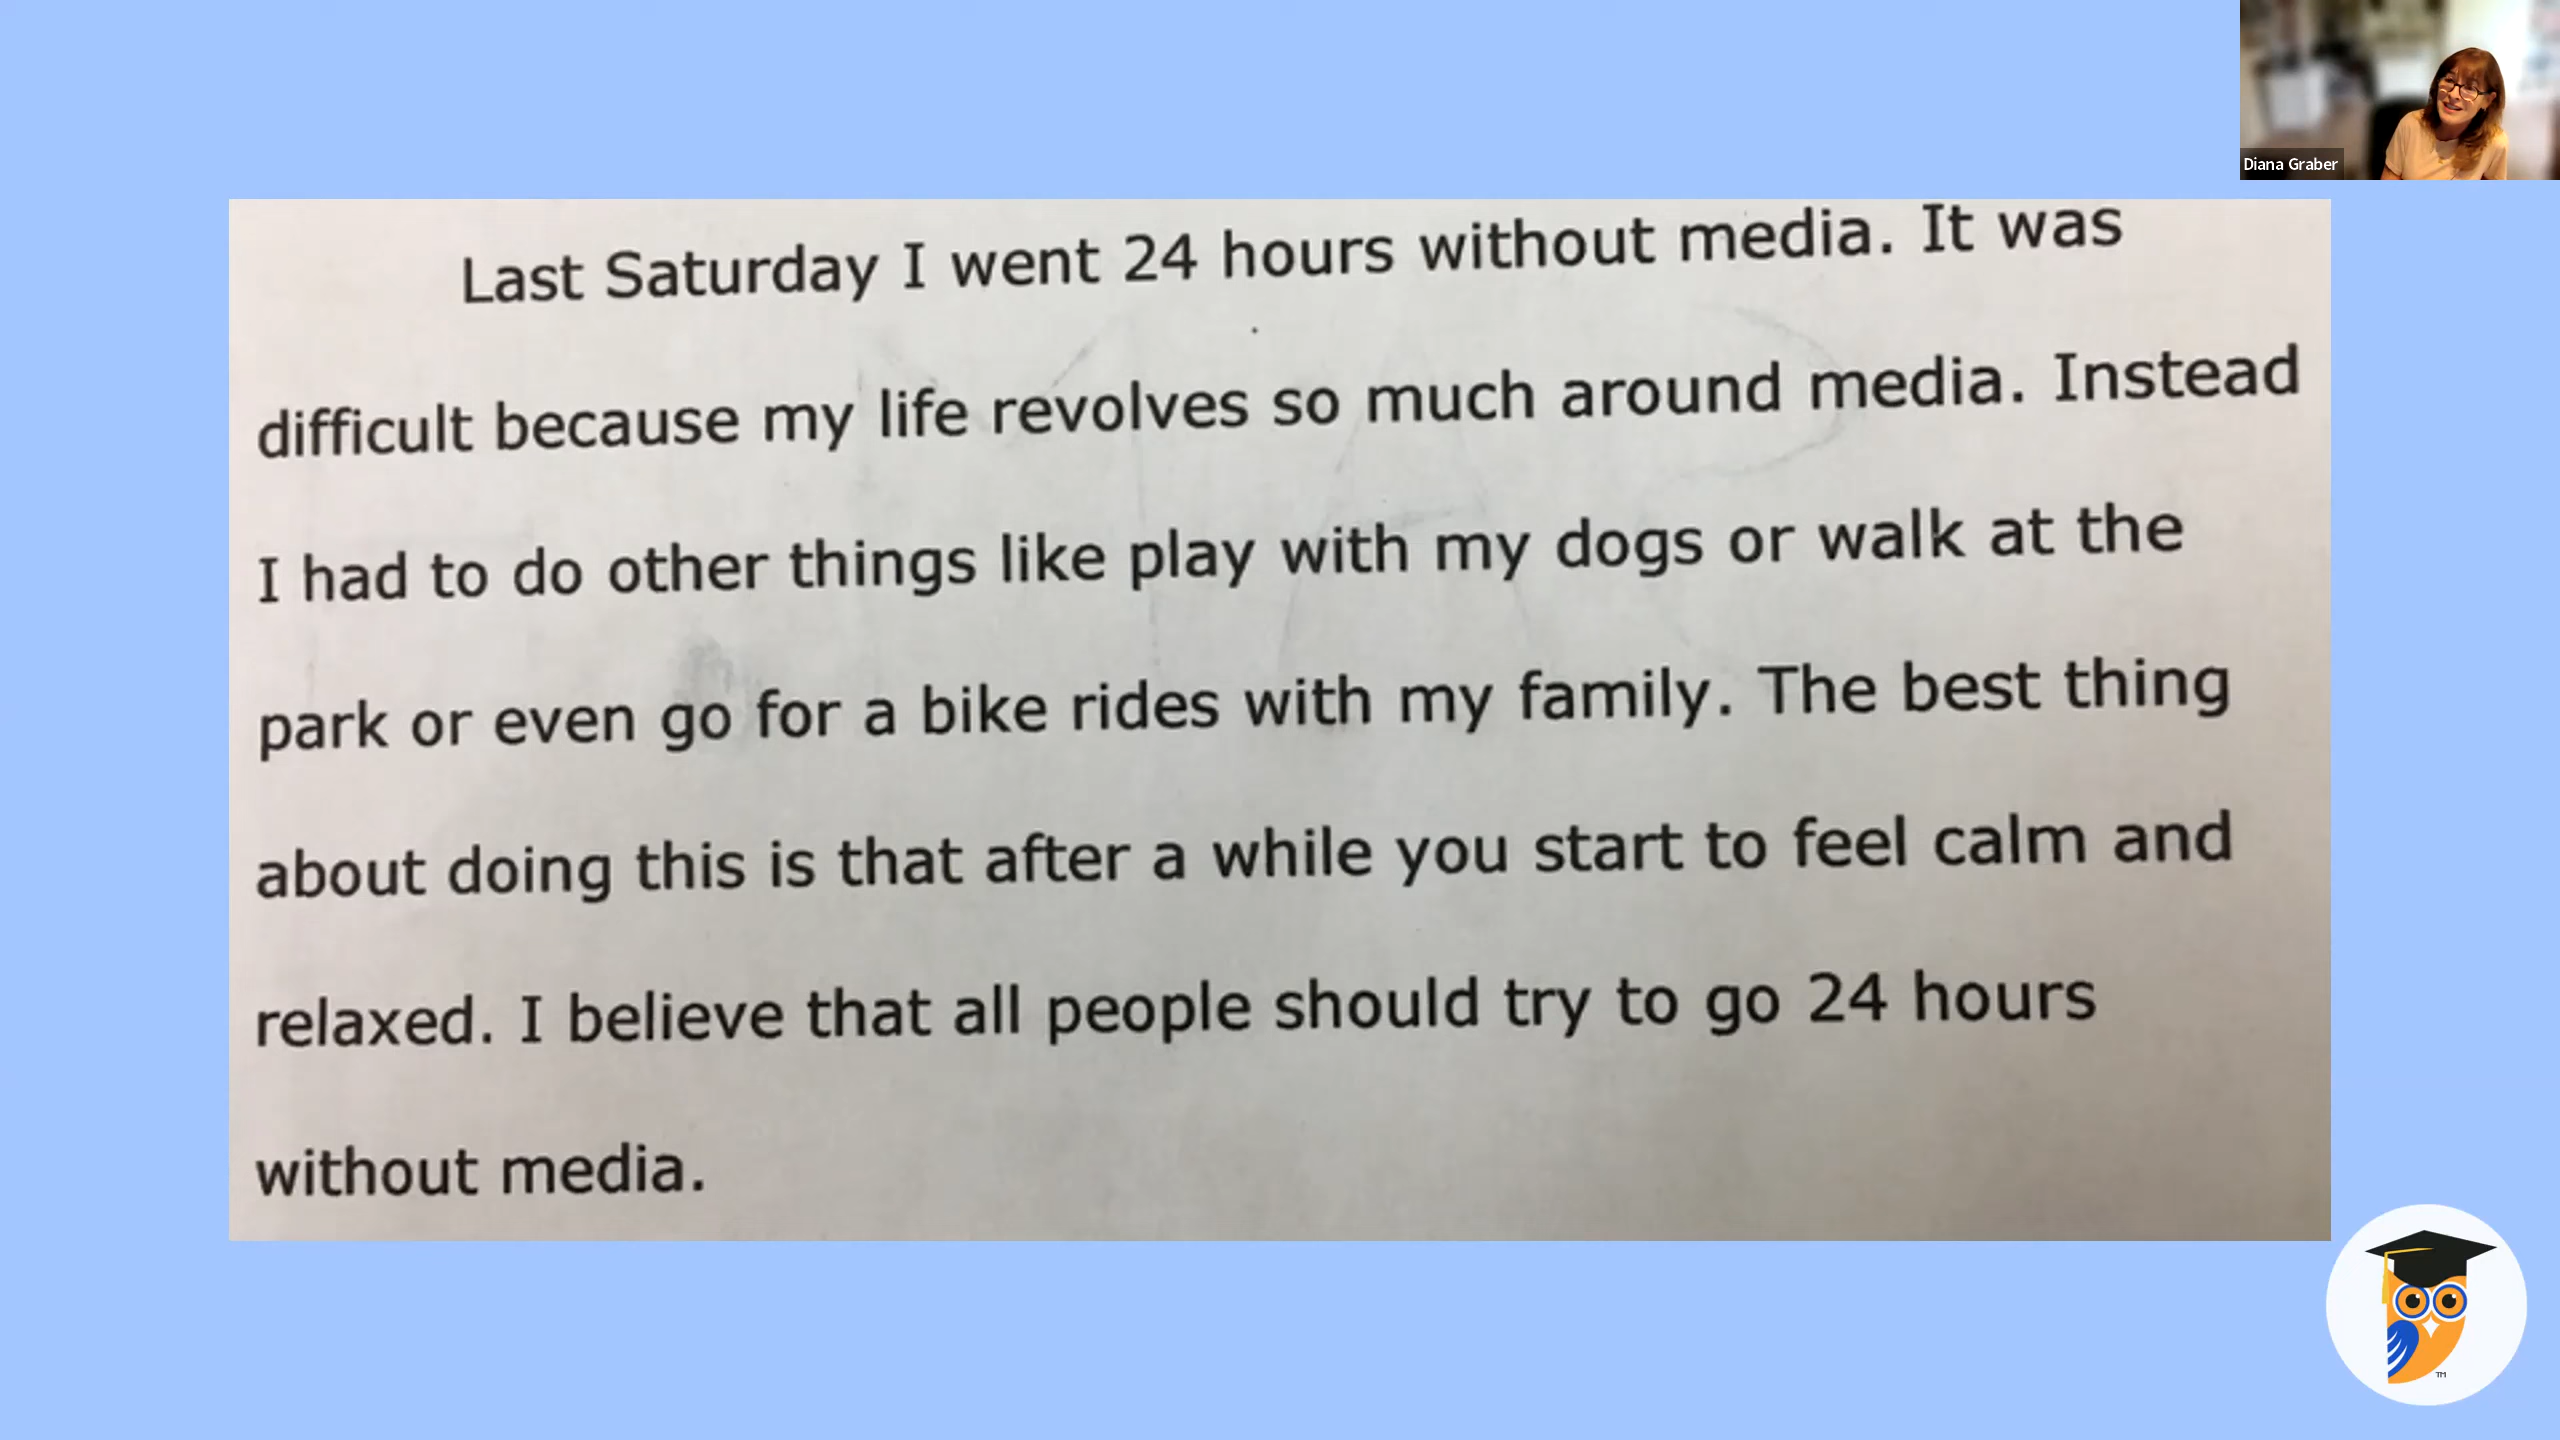 Diana Graber
Last Saturday I went 24 hours without media. It was
difficult because my life revolves so much around media. Instead
I had to do other things like play with my dogs or walk at the
park or even go for a bike rides with my family. The best thing
about doing this is that after a while you start to feel calm and
relaxed. I believe that all people should try to go 24 hours
without media.
TM